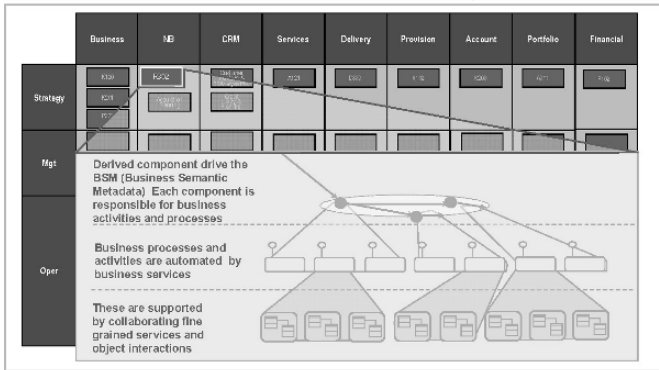 Business NB CRM Services Delivery Provision Account Portfolio Financial
Strategy
Mgt
Oper
Derived component drive the
BSM (Business Semantic
Metadata) Each component is
responsible for business
activities and processes
Business processes and
activities are automated by
business services
These are supported
by collaborating fine
grained services and
object interactions